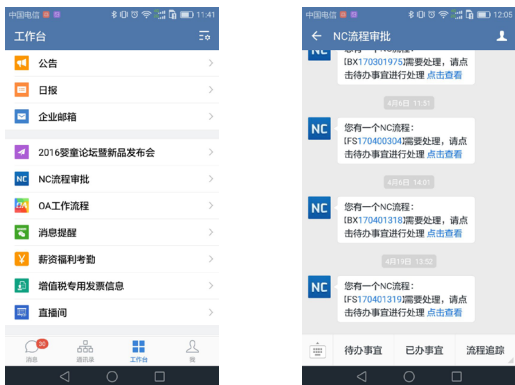 中国电信
11:41
工作台
公告
日报
企业邮箱
2016婴童论坛暨新品发布会
NC
NC流程审批
OA
OA工作流程
消息提醒
薪资福利考勤
增值税专用发票信息
直播间
30
消息
通讯录
工作台
我
中国电信
12:05
NC流程审批
NC
您有一个NC流程：
[BX170301975]需要处理，请点
击待办事宜进行处理 点击查看
4月6日 11:51
NC
您有一个NC流程：
[FS170400304]需要处理，请点
击待办事宜进行处理 点击查看
4月6日 14:01
NC
您有一个NC流程：
[BX170401318]需要处理，请点
击待办事宜进行处理 点击查看
13:52
NC
您有一个NC流程：
[FS170401319]需要处理，请点
击待办事宜进行处理 点击查看
待办事宜
已办事宜
流程追踪